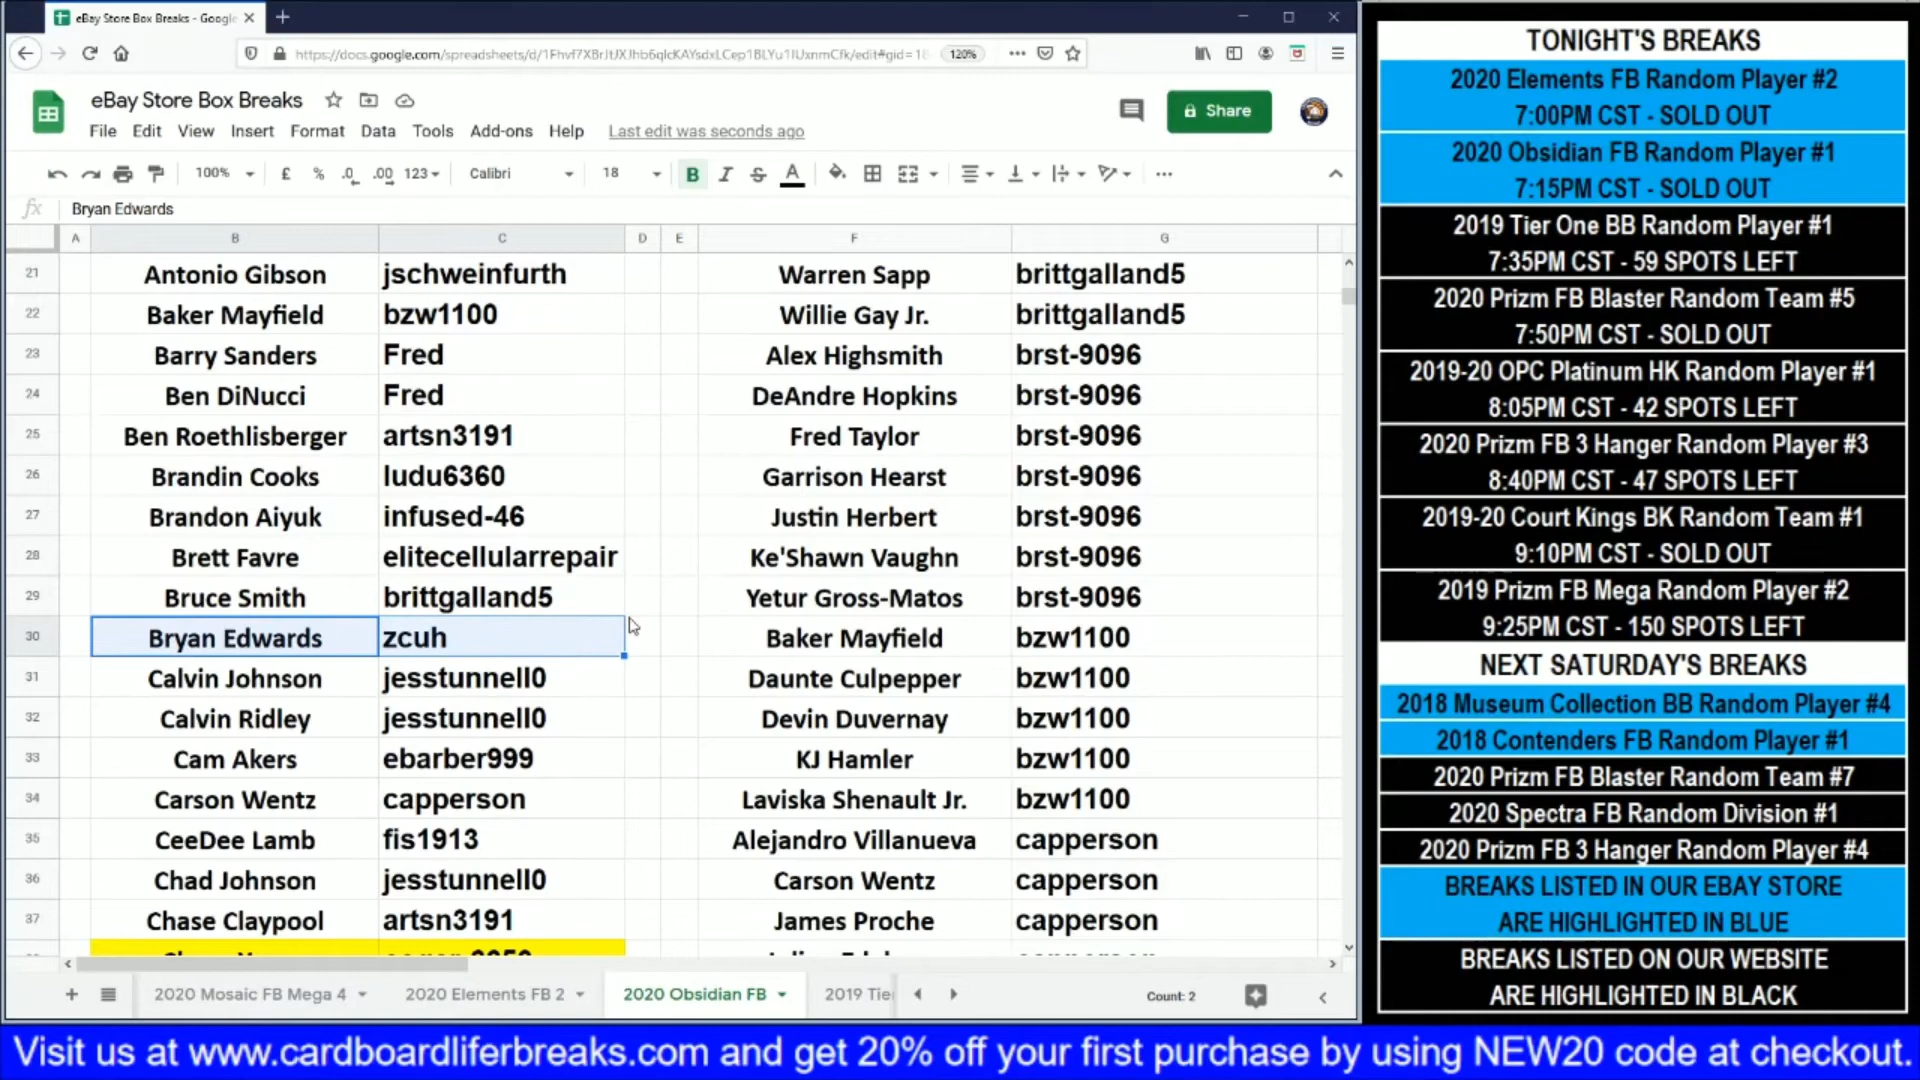 eBay Store Box Breaks - Google
https://docs.google.com/spreadsheets/d/
120%
eBay Store Box Breaks
Share
File Edit View Insert Format Data Tools Add-ons Help Last edit was seconds ago
100% £ % .0 .00 123 Calibri 18 B I S A
fx Bryan Edwards
A B C D E F G
21 Antonio Gibson jschweinfurth Warren Sapp brittgalland5
22 Baker Mayfield bzw1100 Willie Gay Jr. brittgalland5
23 Barry Sanders Fred Alex Highsmith brst-9096
24 Ben DiNucci Fred DeAndre Hopkins brst-9096
25 Ben Roethlisberger artsn3191 Fred Taylor brst-9096
26 Brandin Cooks ludu6360 Garrison Hearst brst-9096
27 Brandon Aiyuk infused-46 Justin Herbert brst-9096
28 Brett Favre elitecellularrepair Ke'Shawn Vaughn brst-9096
29 Bruce Smith brittgalland5 Yetur Gross-Matos brst-9096
30 Bryan Edwards zcuh Baker Mayfield bzw1100
31 Calvin Johnson jesstunnell0 Daunte Culpepper bzw1100
32 Calvin Ridley jesstunnell0 Devin Duvernay bzw1100
33 Cam Akers ebarber999 KJ Hamler bzw1100
34 Carson Wentz capperson Laviska Shenault Jr. bzw1100
35 CeeDee Lamb fis1913 Alejandro Villanueva capperson
36 Chad Johnson jesstunnell0 Carson Wentz capperson
37 Chase Claypool artsn3191 James Proche capperson
2020 Mosaic FB Mega 4 2020 Elements FB 2 2020 Obsidian FB 2019 Tie Count: 2
TONIGHT'S BREAKS
2020 Elements FB Random Player #2
7:00PM CST - SOLD OUT
2020 Obsidian FB Random Player #1
7:15PM CST - SOLD OUT
2019 Tier One BB Random Player #1
7:35PM CST - 59 SPOTS LEFT
2020 Prizm FB Blaster Random Team #5
7:50PM CST - SOLD OUT
2019-20 OPC Platinum HK Random Player #1
8:05PM CST - 42 SPOTS LEFT
2020 Prizm FB 3 Hanger Random Player #3
8:40PM CST - 47 SPOTS LEFT
2019-20 Court Kings BK Random Team #1
9:10PM CST - SOLD OUT
2019 Prizm FB Mega Random Player #2
9:25PM CST - 150 SPOTS LEFT
NEXT SATURDAY'S BREAKS
2018 Museum Collection BB Random Player #4
2018 Contenders FB Random Player #1
2020 Prizm FB Blaster Random Team #7
2020 Spectra FB Random Division #1
2020 Prizm FB 3 Hanger Random Player #4
BREAKS LISTED IN OUR EBAY STORE
ARE HIGHLIGHTED IN BLUE
BREAKS LISTED ON OUR WEBSITE
ARE HIGHLIGHTED IN BLACK
Visit us at www.cardboardliferbreaks.com and get 20% off your first purchase by using NEW20 code at checkout.